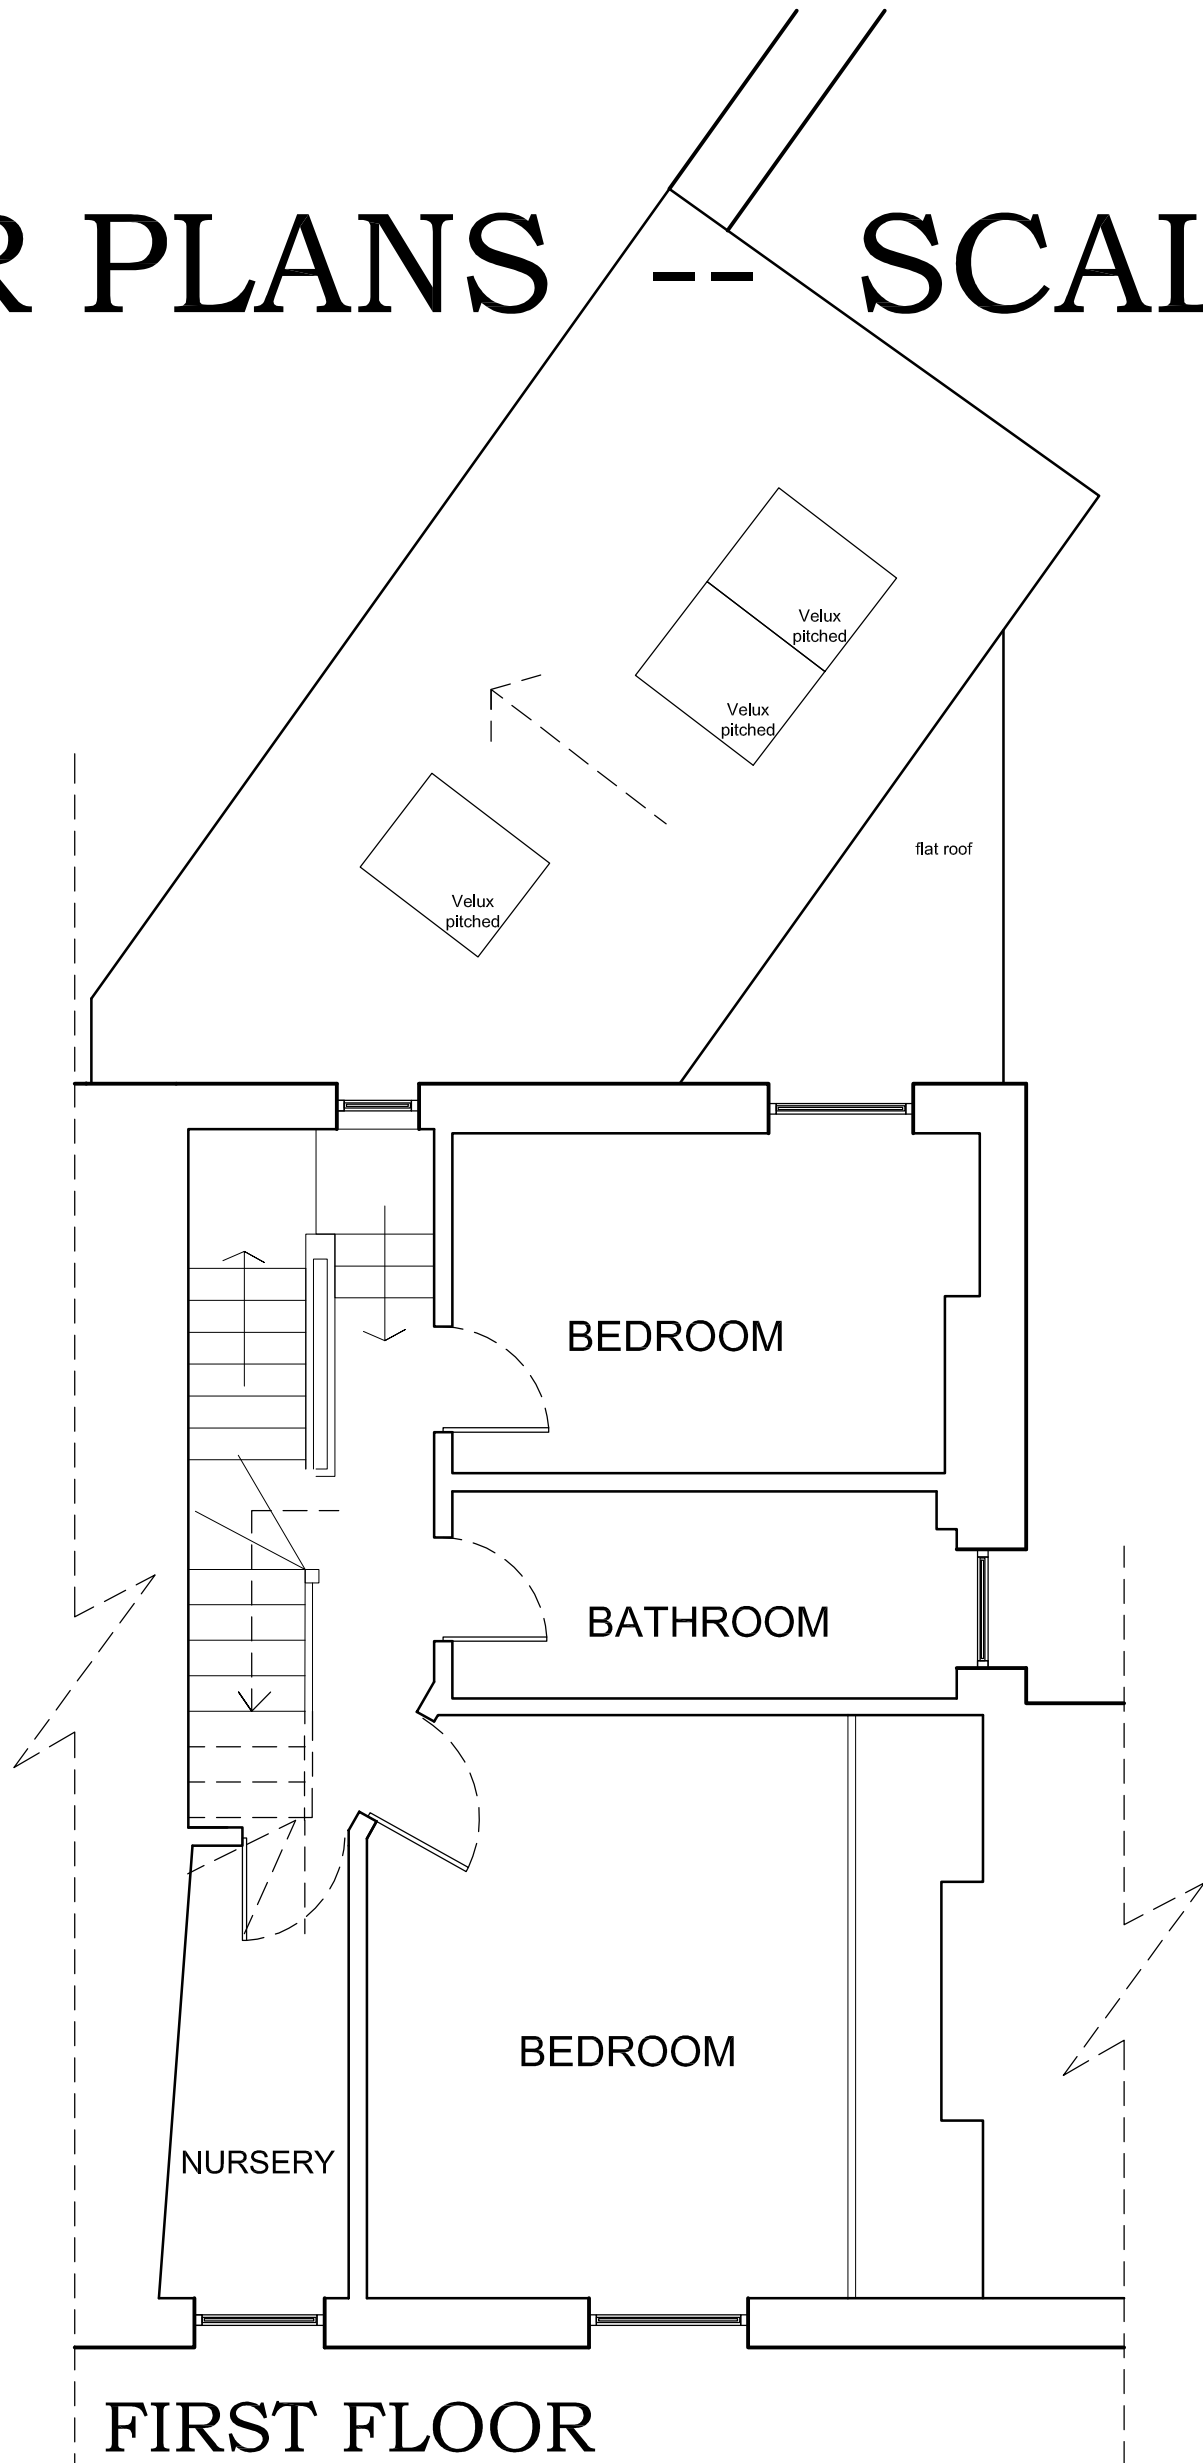 R PLANS -- SCAL
Velux
pitched
Velux
pitched
flat roof
Velux
pitched
BEDROOM
BATHROOM
BEDROOM
NURSERY
FIRST FLOOR